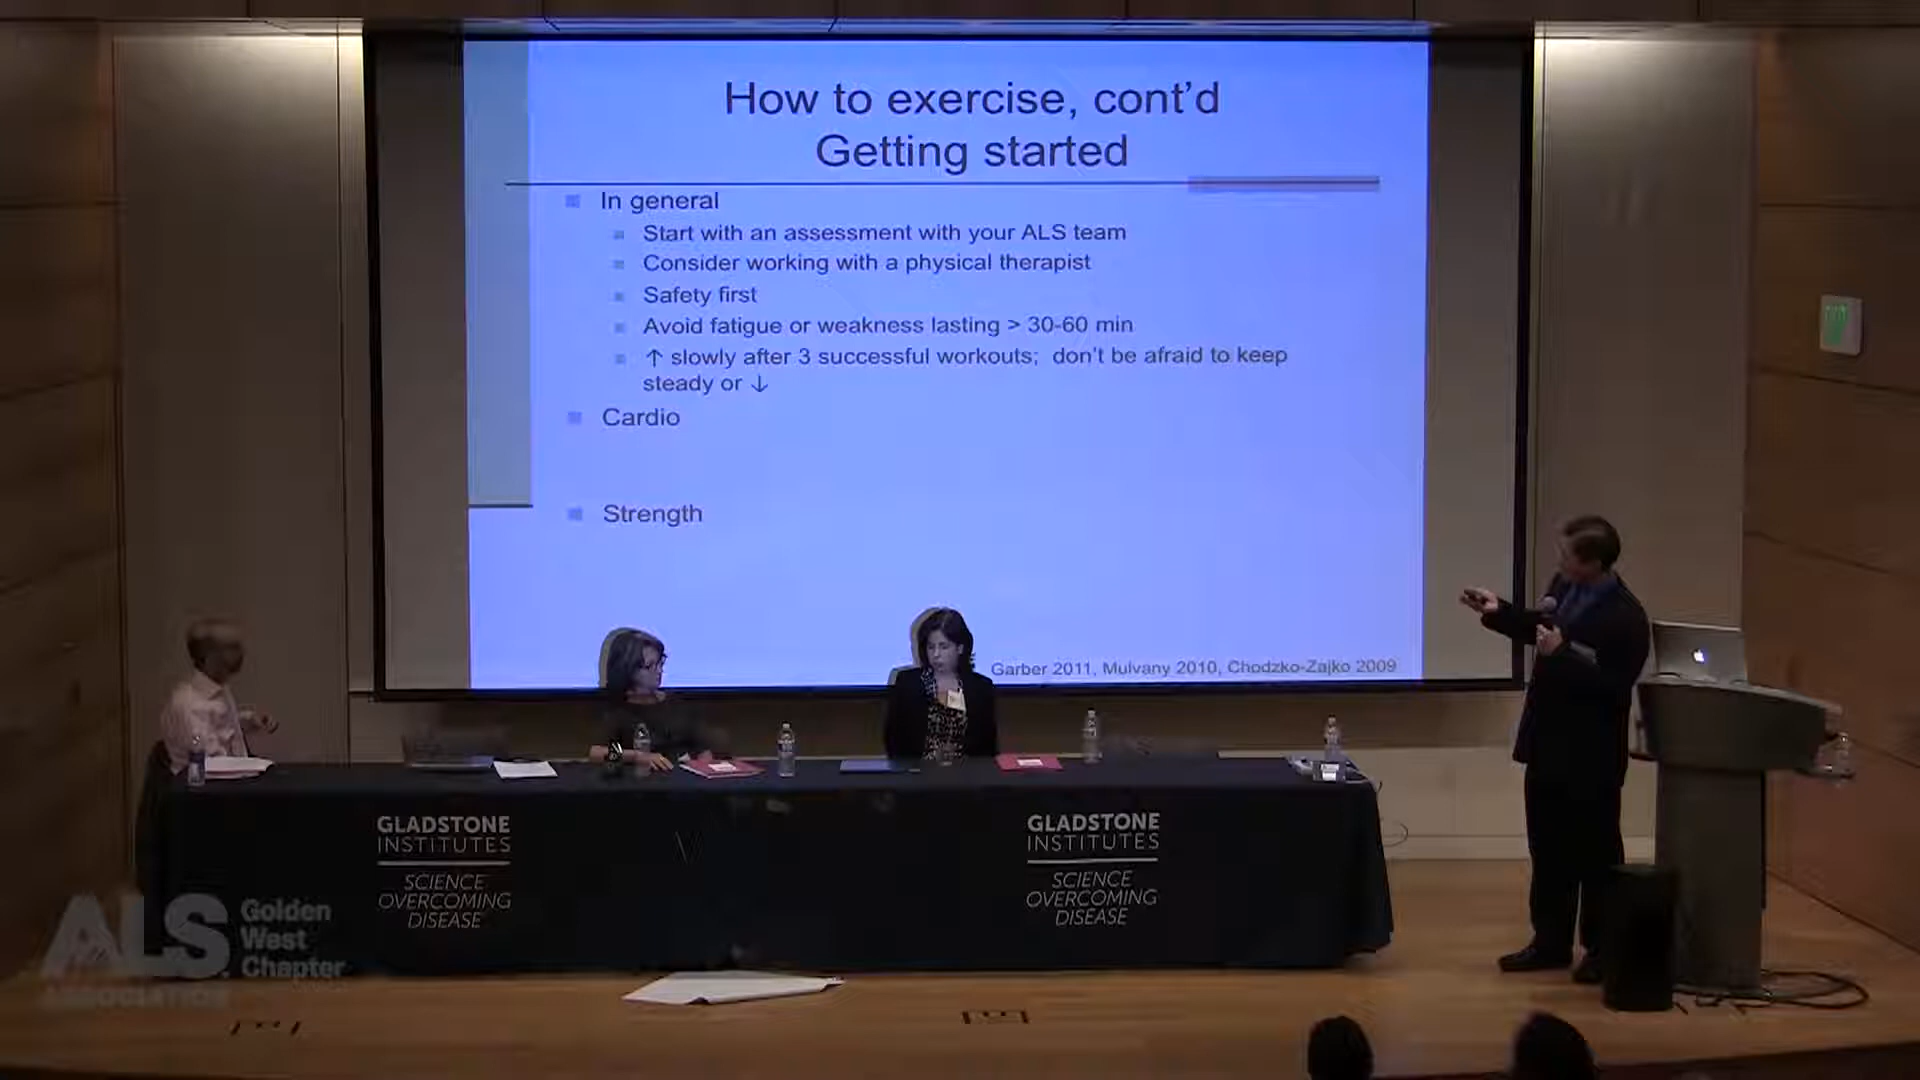 How to exercise, cont'd
Getting started
In general
Start with an assessment with your ALS team
Consider working with a physical therapist
Safety first
Avoid fatigue or weakness lasting > 30-60 min
↑ slowly after 3 successful workouts; don't be afraid to keep
steady or ↓
Cardio
Strength
Garber 2011, Mulvany 2010, Chodzko-Zajko 2009
GLADSTONE
INSTITUTES
SCIENCE
OVERCOMING
DISEASE
GLADSTONE
INSTITUTES
SCIENCE
OVERCOMING
DISEASE
ALS
ASSOCIATION
Golden
West
Chapter